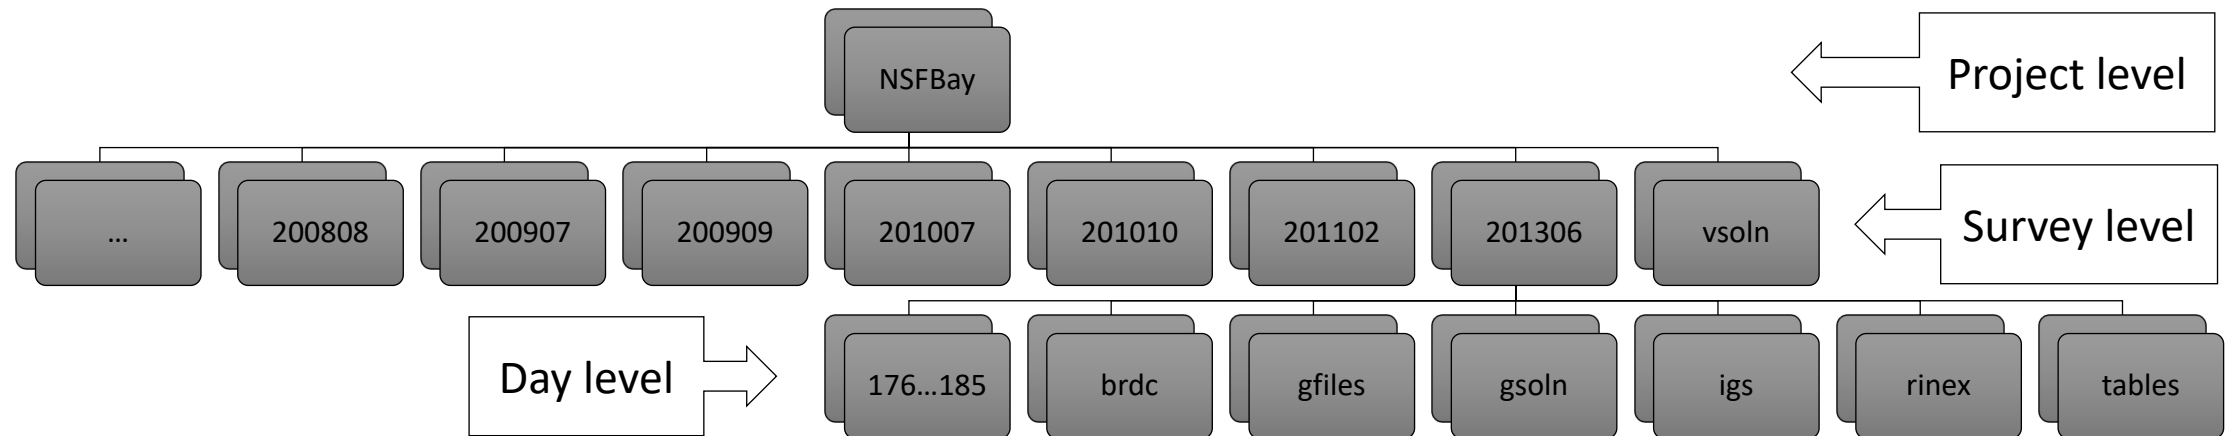 NSFBay
Project level
...
200808
200907
200909
201007
201010
201102
201306
vsoln
Survey level
Day level
176...185
brdc
gfiles
gsoln
igs
rinex
tables